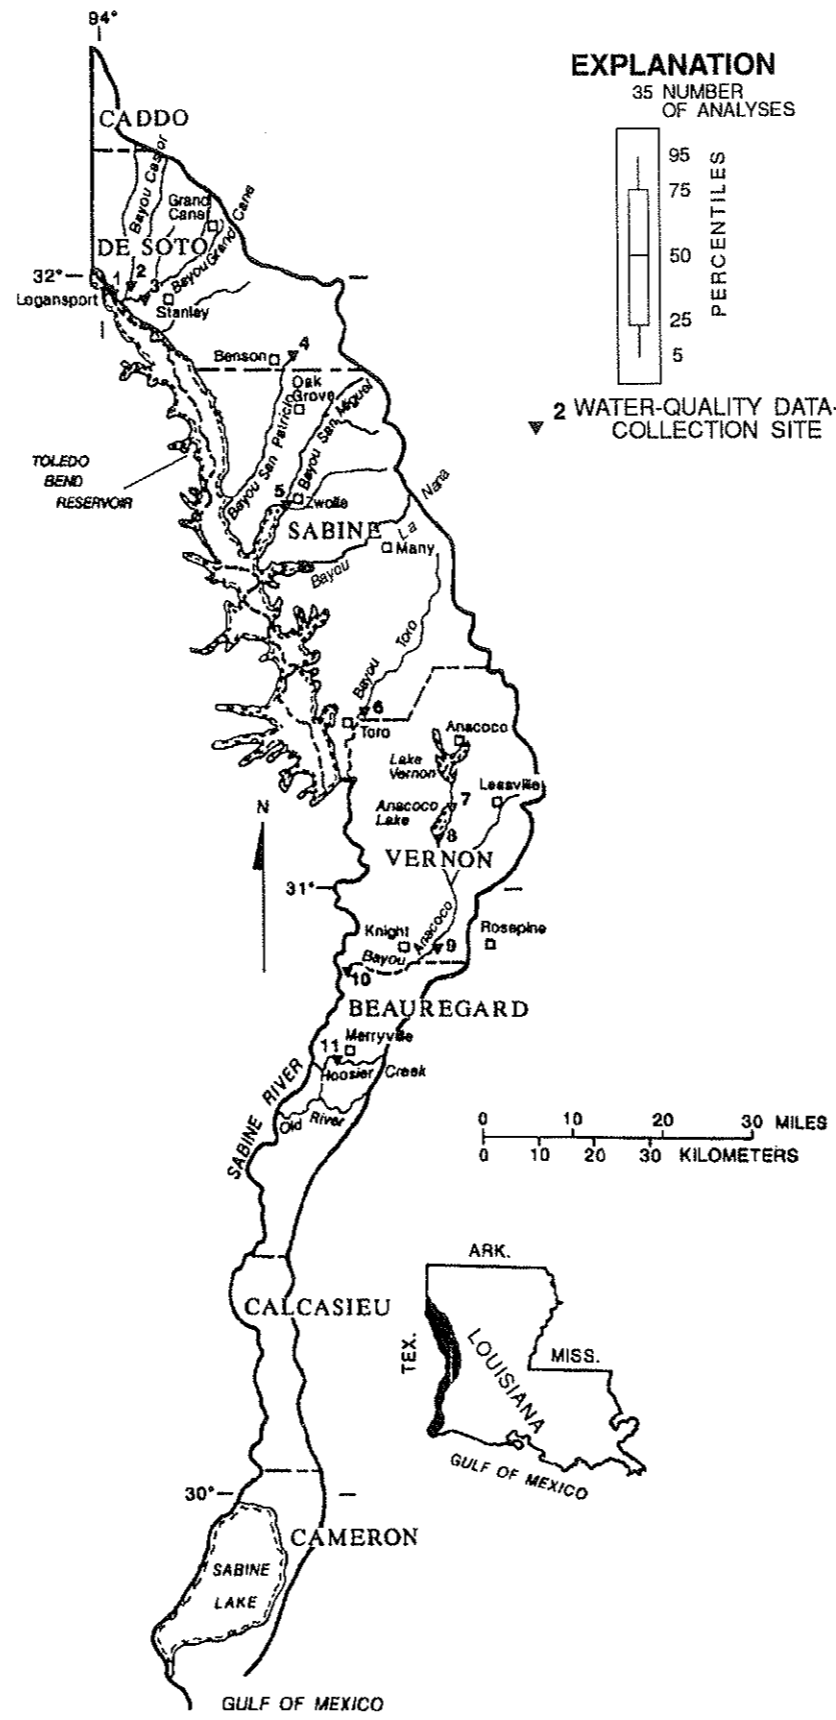 94°
EXPLANATION
35 NUMBER
OF ANALYSES
95
75
50
25
5
PERCENTILES
2 WATER-QUALITY DATA-
COLLECTION SITE
CADDO
Bayou Castor
Grand
Cane
Bayou Grand Cane
DE SOTO
32°
1
2
3
Logansport
Stanley
Benson
4
Oak
Grove
Bayou San Patricio
Bayou San Miguel
TOLEDO
BEND
RESERVOIR
5
Zwolle
SABINE
Bayou La Nana
Many
Bayou Toro
6
Toro
Anacoco
Lake
Vernon
Leesville
Anacoco
Lake
7
8
N
VERNON
31°
Knight
Bayou Anacoco
9
Rosepine
10
BEAUREGARD
Merryville
11
Hoosier Creek
SABINE RIVER
Old River
0 10 20 30 MILES
0 10 20 30 KILOMETERS
ARK.
TEX.
LOUISIANA
MISS.
GULF OF MEXICO
CALCASIEU
30°
CAMERON
SABINE
LAKE
GULF OF MEXICO